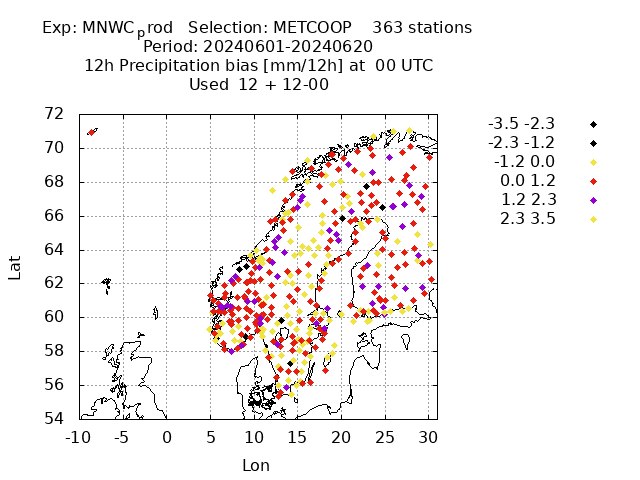 Exp: MNWCprod Selection: METCOOP 363 stations
Period: 20240601-20240620
12h Precipitation bias [mm/12h] at 00 UTC
Used 12 + 12-00
-3.5 -2.3
-2.3 -1.2
-1.2 0.0
0.0 1.2
1.2 2.3
2.3 3.5
72
70
68
66
64
62
60
58
56
54
Lat
-10 -5 0 5 10 15 20 25 30
Lon